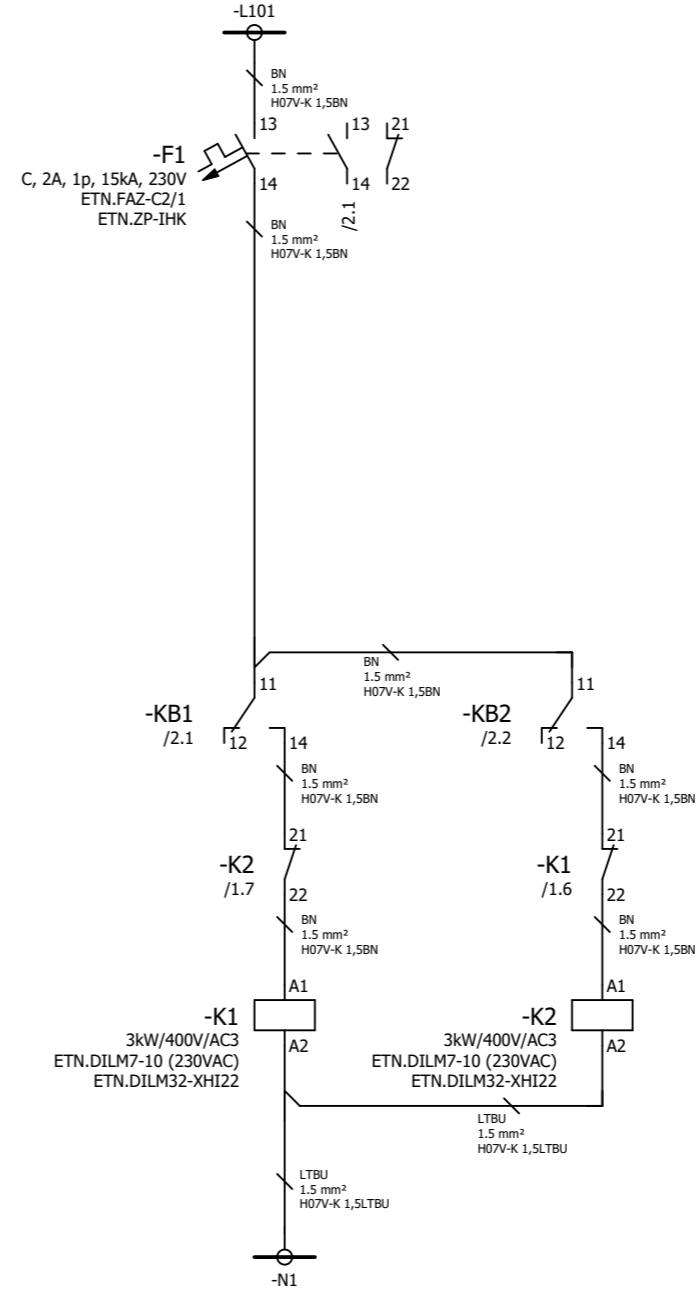 -L101
BN
1.5 mm²
H07V-K 1,5BN
13
13
21
-F1
C, 2A, 1p, 15kA, 230V
ETN.FAZ-C2/1
ETN.ZP-IHK
14
14
22
/2.1
BN
1.5 mm²
H07V-K 1,5BN
BN
1.5 mm²
H07V-K 1,5BN
11
-KB1
/2.1
12
14
11
-KB2
/2.2
12
14
BN
1.5 mm²
H07V-K 1,5BN
BN
1.5 mm²
H07V-K 1,5BN
21
-K2
/1.7
22
21
-K1
/1.6
22
BN
1.5 mm²
H07V-K 1,5BN
BN
1.5 mm²
H07V-K 1,5BN
A1
-K1
3kW/400V/AC3
A2
ETN.DILM7-10 (230VAC)
ETN.DILM32-XHI22
A1
-K2
3kW/400V/AC3
A2
ETN.DILM7-10 (230VAC)
ETN.DILM32-XHI22
LTBU
1.5 mm²
H07V-K 1,5LTBU
LTBU
1.5 mm²
H07V-K 1,5LTBU
-N1